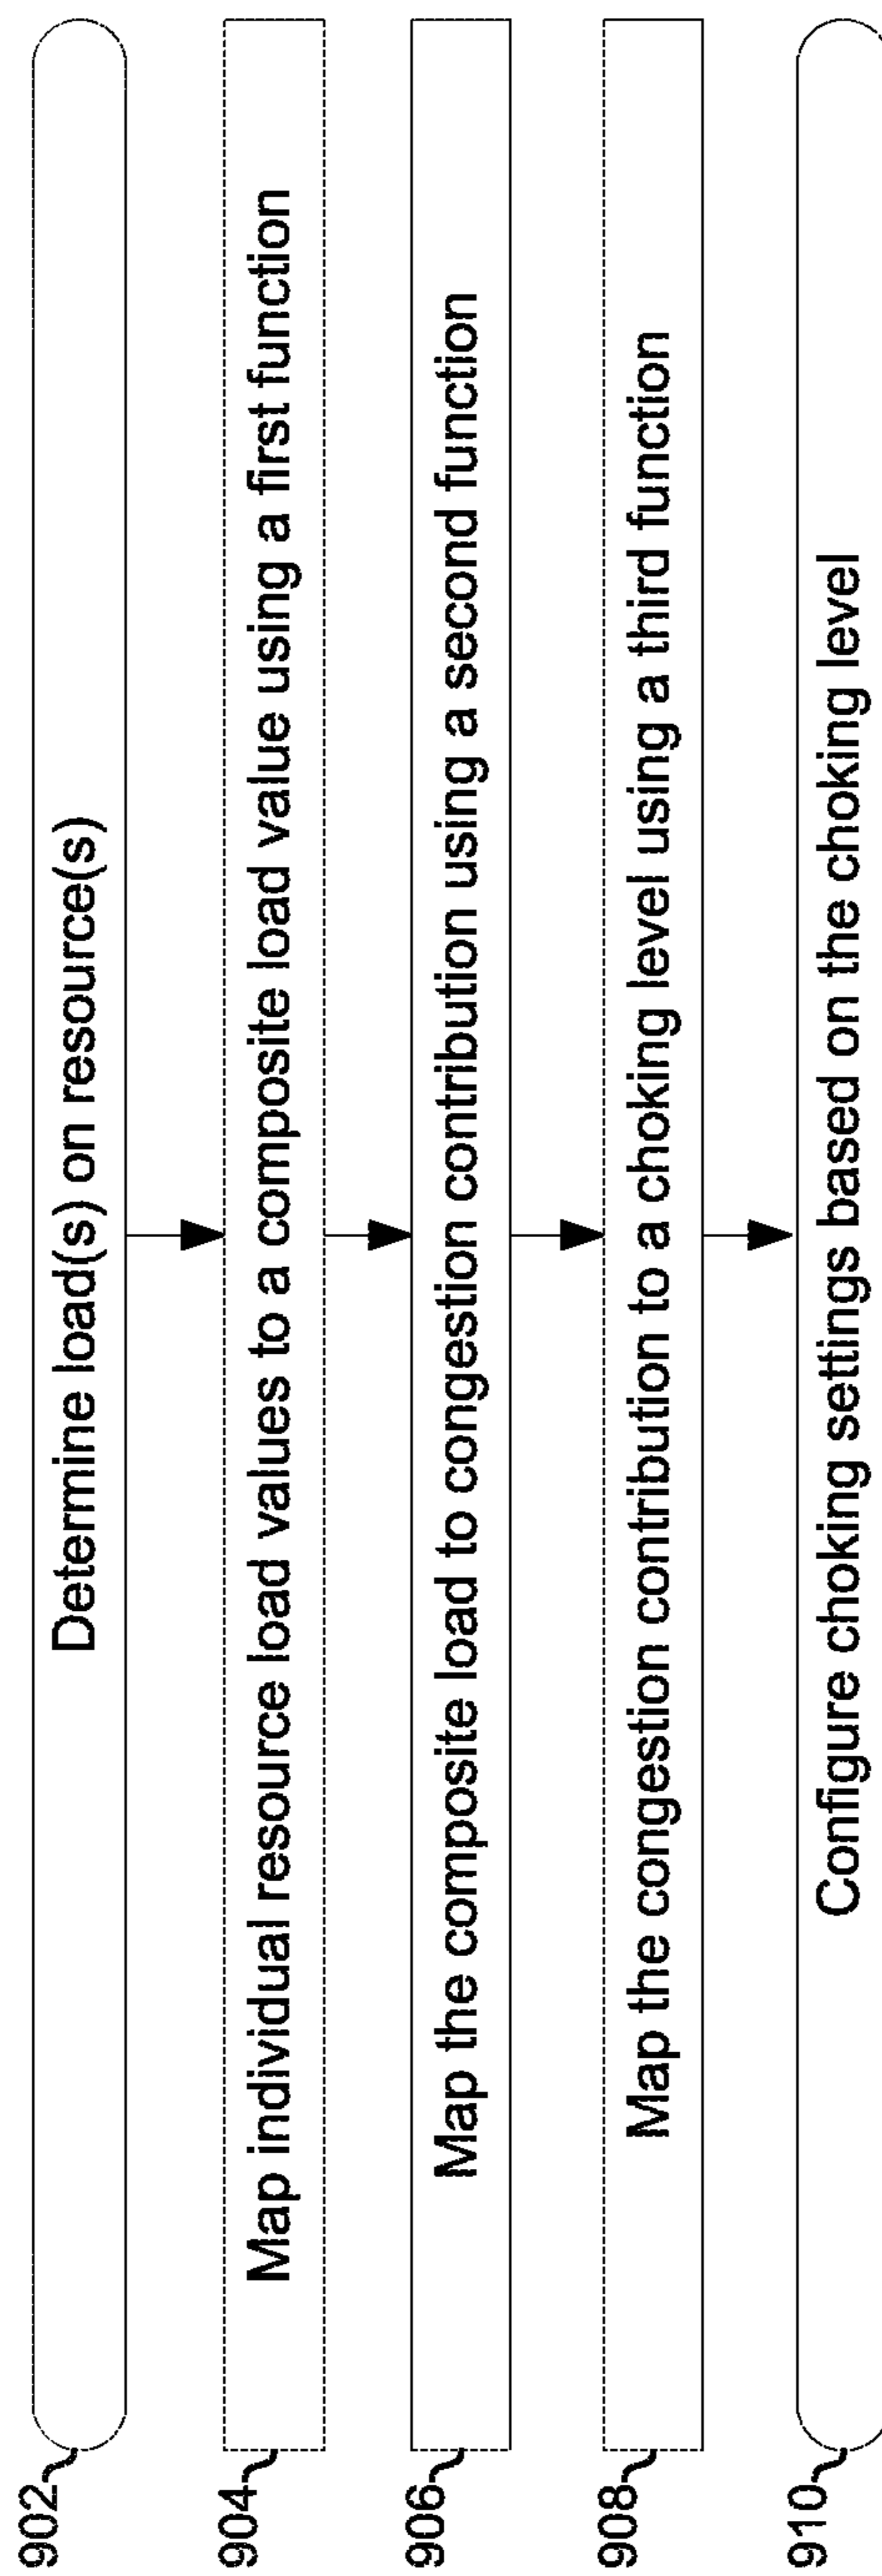 902
Determine load(s) on resource(s)
904
Map individual resource load values to a composite load value using a first function
906
Map the composite load to congestion contribution using a second function
908
Map the congestion contribution to a choking level using a third function
910
Configure choking settings based on the choking level